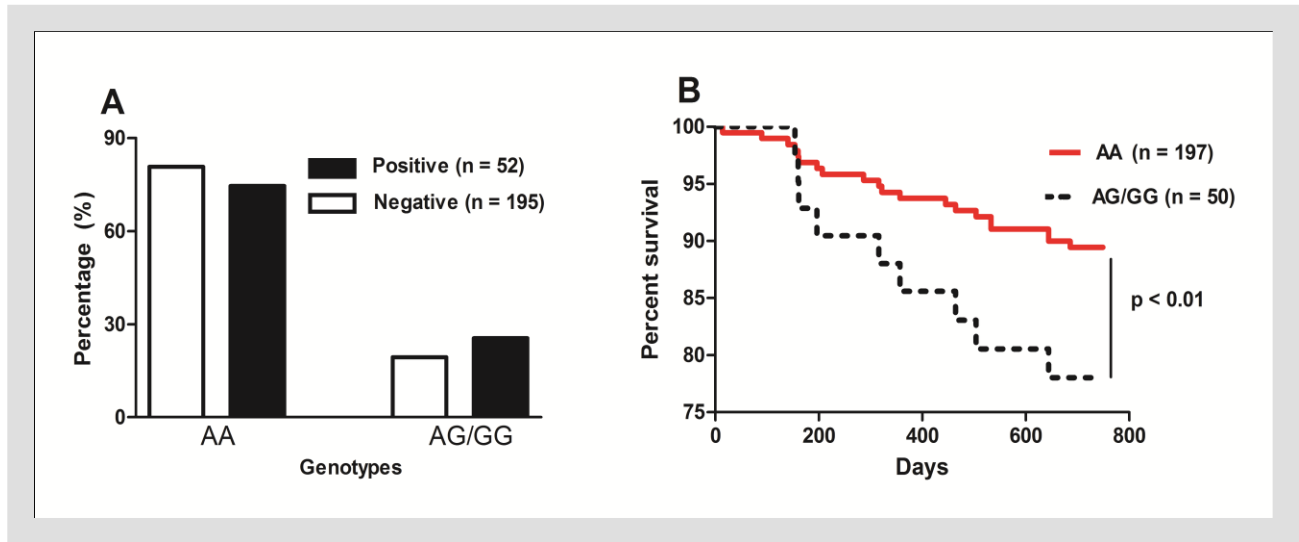 A
Percentage (%)
90
60
30
0
Positive (n = 52)
Negative (n = 195)
AA
AG/GG
Genotypes
B
Percent survival
100
95
90
85
80
75
AA (n = 197)
AG/GG (n = 50)
p < 0.01
0
200
400
600
800
Days